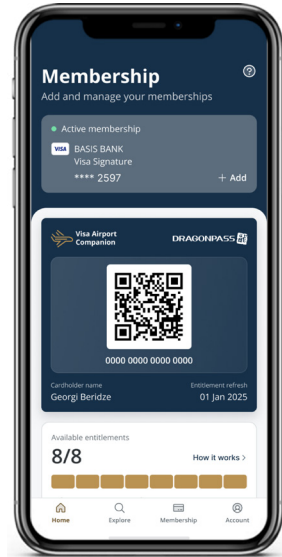 Membership
Add and manage your memberships
Active membership
VISA BASIS BANK
Visa Signature
**** 2597
+ Add
Visa Airport
Companion
DRAGONPASS
0000 0000 0000 0000
Cardholder name
Entitlement refresh
Georgi Beridze
01 Jan 2025
Available entitlements
8/8
How it works >
Home
Explore
Membership
Account